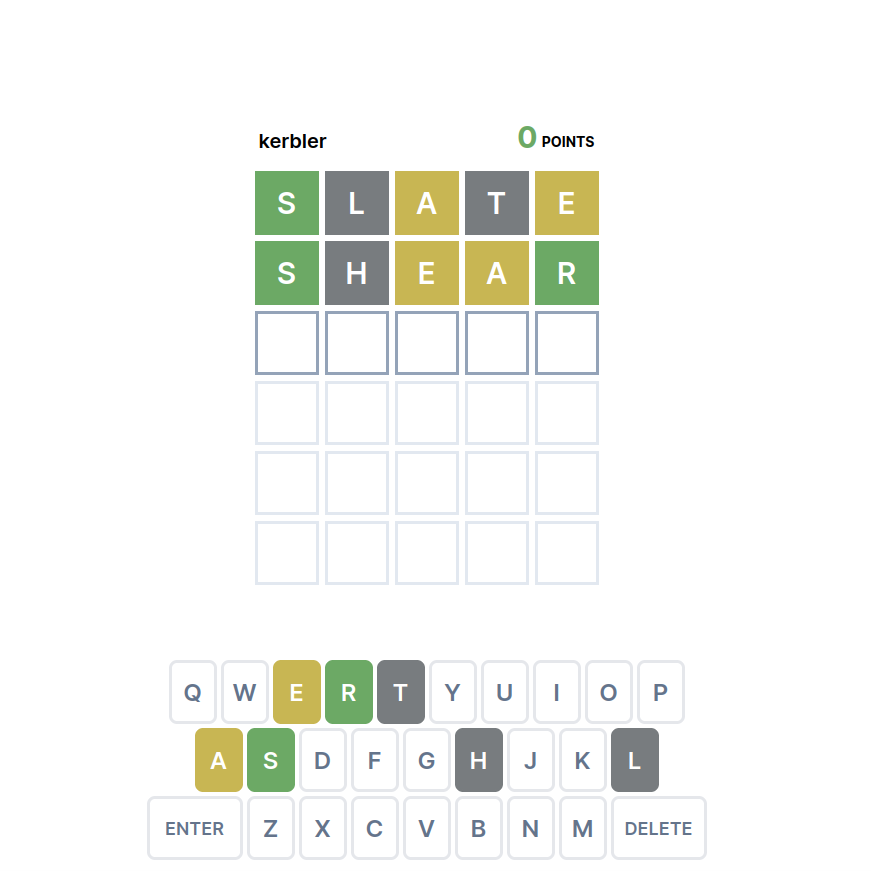 kerbler 0 POINTS
S L A T E
S H E A R
Q W E R T Y U I O P
A S D F G H J K L
ENTER Z X C V B N M DELETE